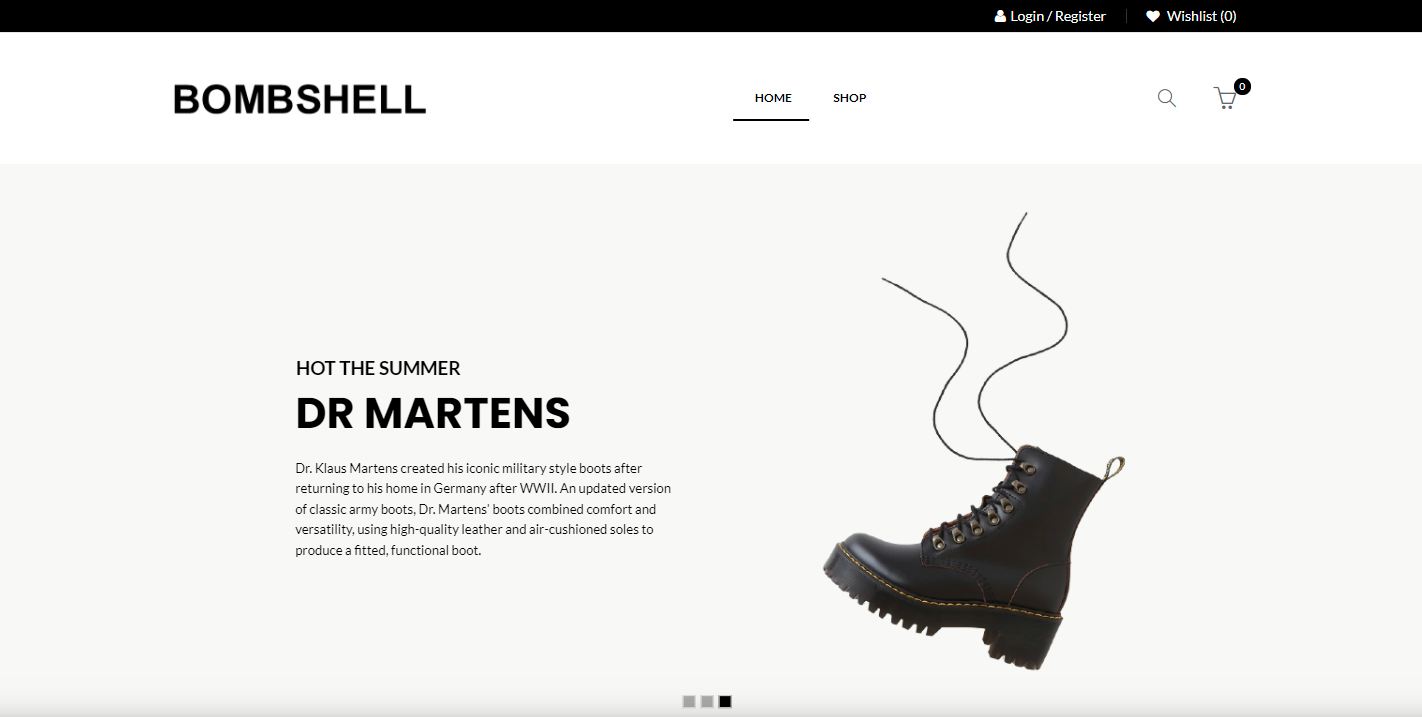 Login / Register
Wishlist (0)
BOMBSHELL
HOME
SHOP
0
HOT THE SUMMER
DR MARTENS
Dr. Klaus Martens created his iconic military style boots after
returning to his home in Germany after WWII. An updated version
of classic army boots, Dr. Martens’ boots combined comfort and
versatility, using high-quality leather and air-cushioned soles to
produce a fitted, functional boot.